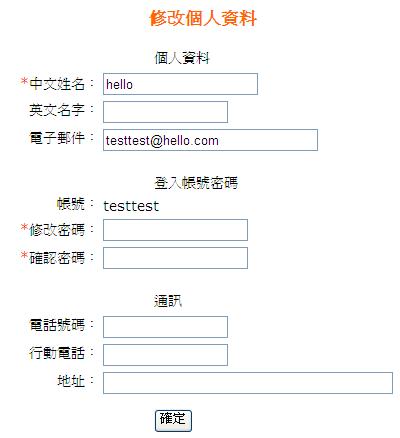 修改個人資料
個人資料
*中文姓名： hello
英文名字：
電子郵件： testtest@hello.com
登入帳號密碼
帳號： testtest
*修改密碼：
*確認密碼：
通訊
電話號碼：
行動電話：
地址：
確定